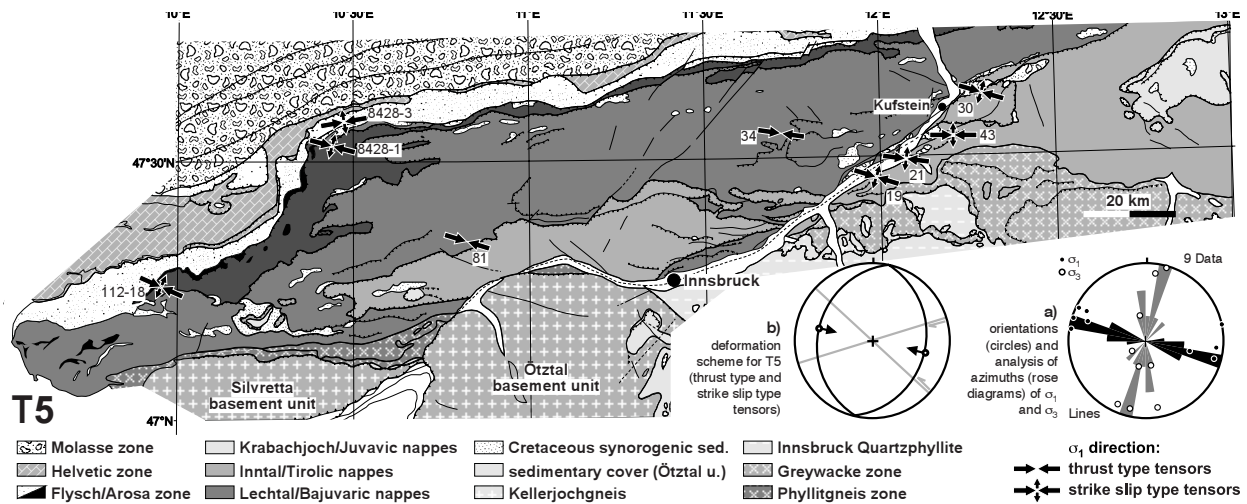 10°E 10°30E 11°E 11°30E 12°E 12°30E 13°E
8428-3
8428-1
47°30N
Kufstein
30
34
43
21
19
20 km
81
112-18
Innsbruck
Ötztal
basement unit
Silvretta
basement unit
47°N
T5
b)
deformation
scheme for T5
(thrust type and
strike slip type
tensors)
σ1
σ3
9 Data
a)
orientations
(circles) and
analysis of
azimuths (rose
diagrams) of σ1
and σ3
Lines
Molasse zone
Helvetic zone
Flysch/Arosa zone
Krabachjoch/Juvavic nappes
Inntal/Tirolic nappes
Lechtal/Bajuvaric nappes
Cretaceous synorogenic sed.
sedimentary cover (Ötztal u.)
Kellerjochgneis
Innsbruck Quartzphyllite
Greywacke zone
Phyllitgneis zone
σ1 direction:
thrust type tensors
strike slip type tensors